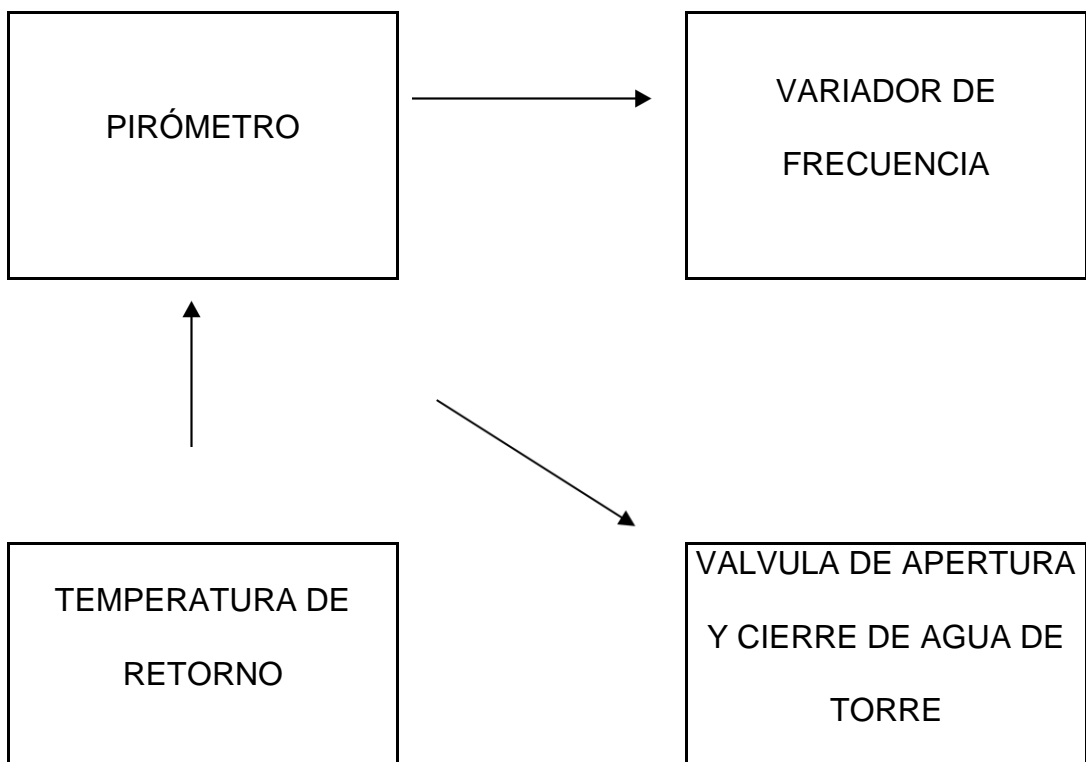 PIRÓMETRO
VARIADOR DE
FRECUENCIA
TEMPERATURA DE
RETORNO
VALVULA DE APERTURA
Y CIERRE DE AGUA DE
TORRE